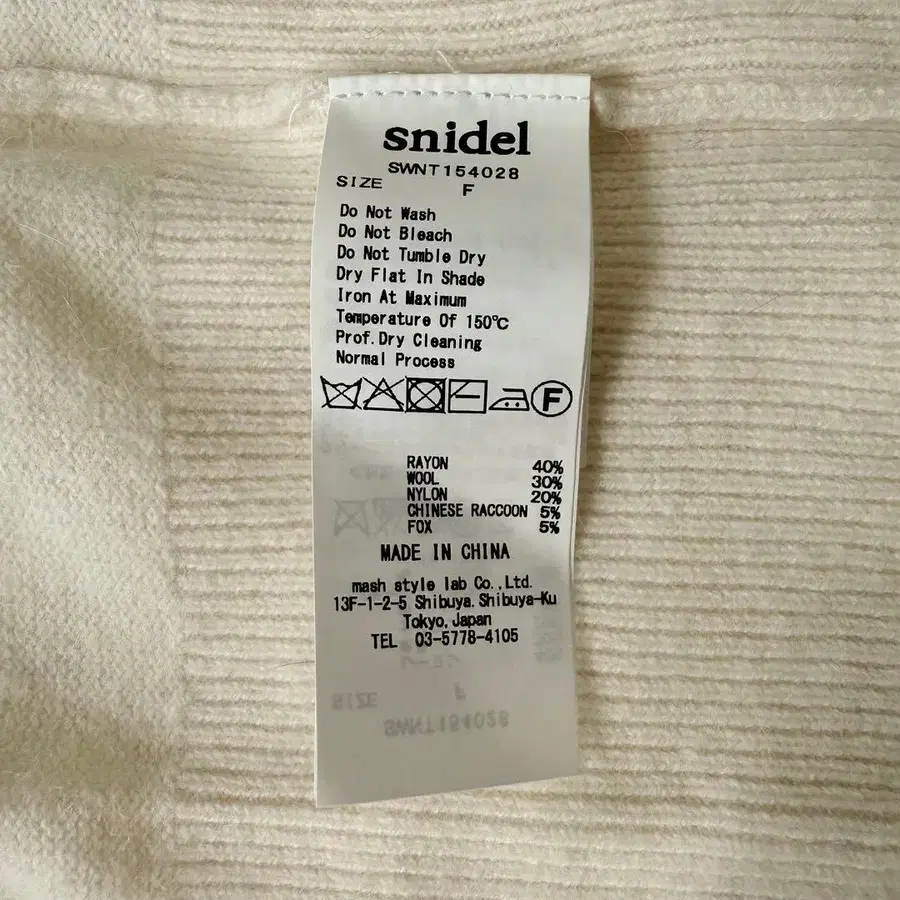 snidel
SWNT154028
SIZE F
Do Not Wash
Do Not Bleach
Do Not Tumble Dry
Dry Flat In Shade
Iron At Maximum
Temperature Of 150℃
Prof.Dry Cleaning
Normal Process
F
RAYON 40%
WOOL 30%
NYLON 20%
CHINESE RACCOON 5%
FOX 5%
MADE IN CHINA
mash style lab Co.,Ltd.
13F-1-2-5 Shibuya.Shibuya-Ku
Tokyo,Japan
TEL 03-5778-4105
SIZE F
SWNT154028